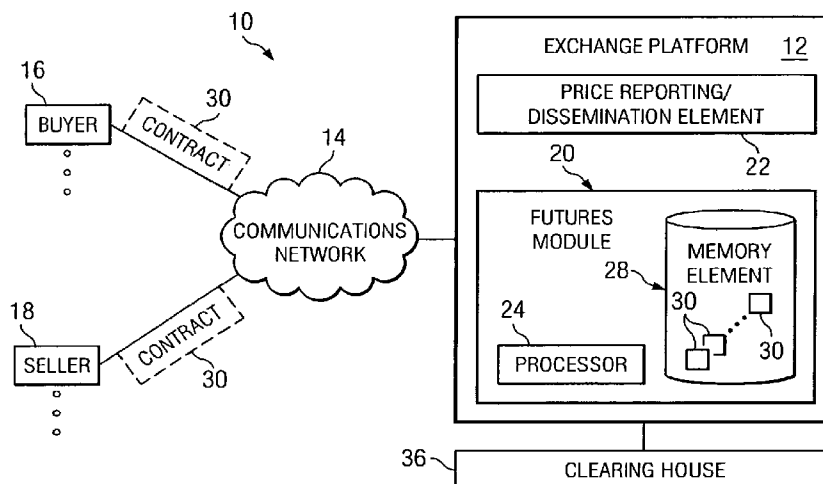 10
EXCHANGE PLATFORM 12
16
BUYER
30
CONTRACT
PRICE REPORTING/
DISSEMINATION ELEMENT
22
14
COMMUNICATIONS
NETWORK
20
FUTURES
MODULE
MEMORY
ELEMENT
28
30
30
24
PROCESSOR
18
SELLER
CONTRACT
30
36
CLEARING HOUSE